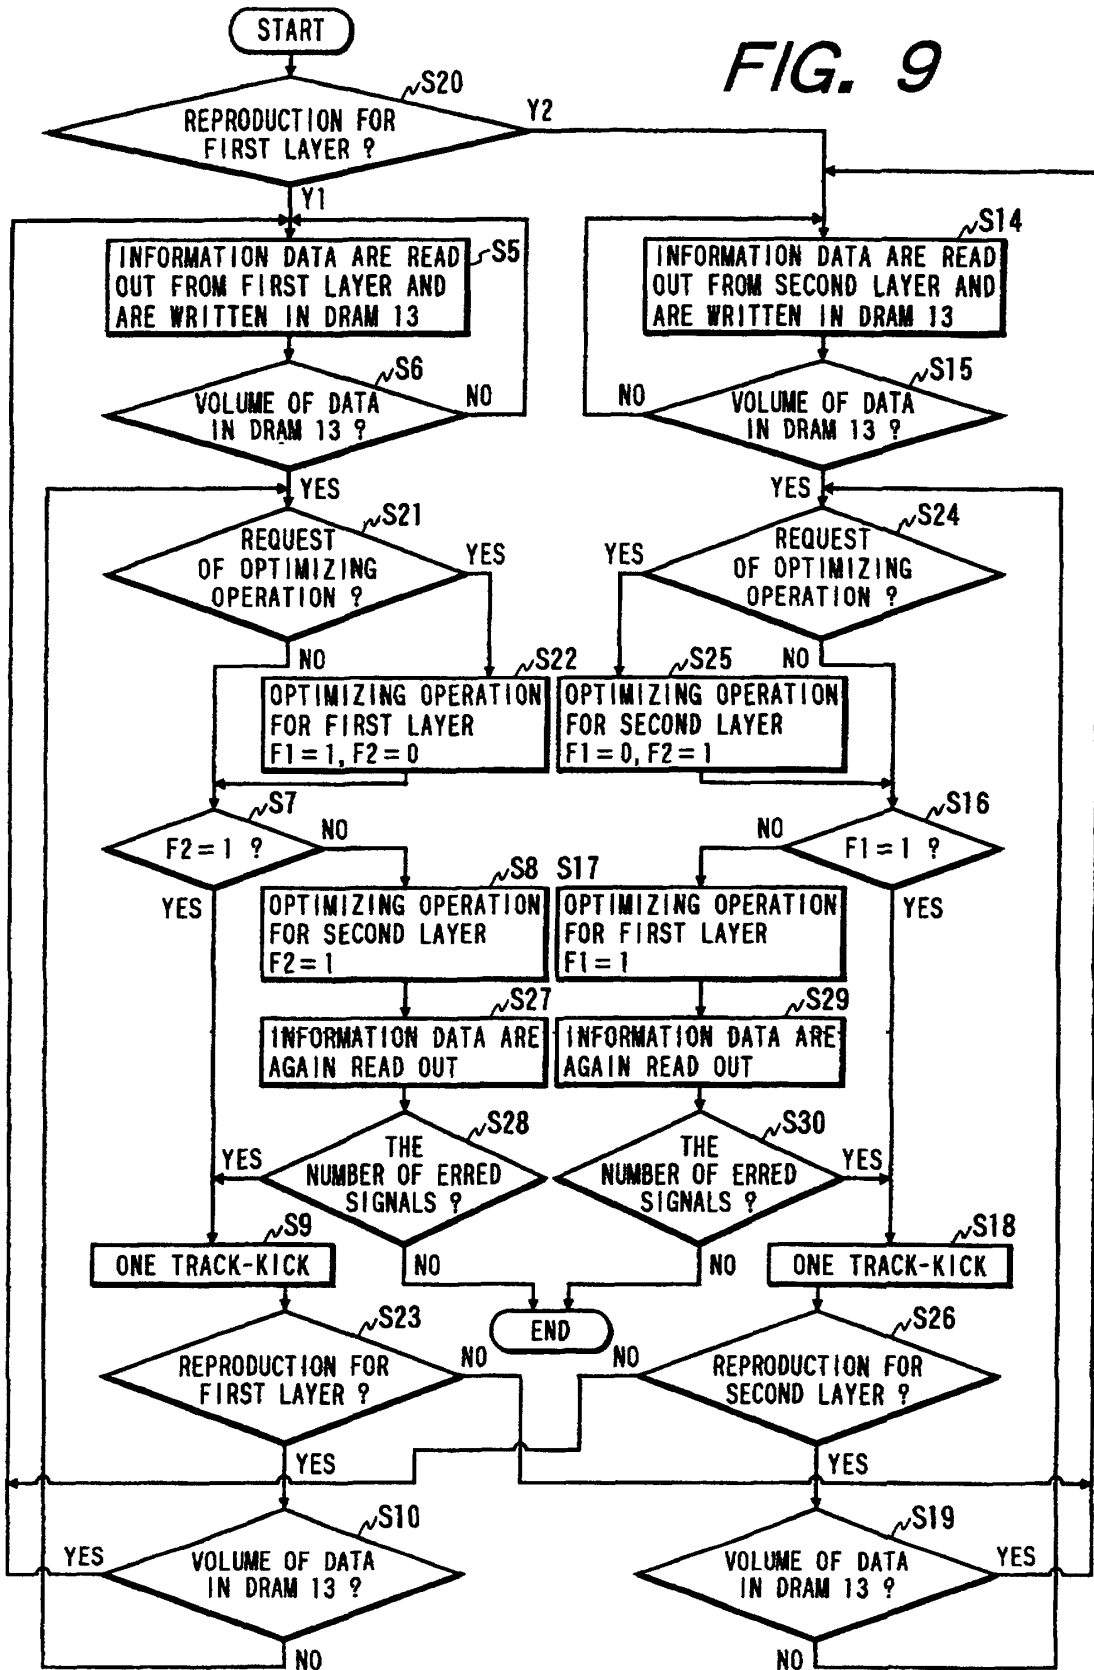 START
FIG. 9
S20
REPRODUCTION FOR
FIRST LAYER ?
Y2
Y1
INFORMATION DATA ARE READ
OUT FROM FIRST LAYER AND
ARE WRITTEN IN DRAM 13
S5
S14
INFORMATION DATA ARE READ
OUT FROM SECOND LAYER AND
ARE WRITTEN IN DRAM 13
S6
VOLUME OF DATA
IN DRAM 13 ?
NO
YES
S15
VOLUME OF DATA
IN DRAM 13 ?
NO
YES
S21
REQUEST
OF OPTIMIZING
OPERATION ?
YES
NO
S24
REQUEST
OF OPTIMIZING
OPERATION ?
YES
NO
S22
OPTIMIZING OPERATION
FOR FIRST LAYER
F1=1, F2=0
S25
OPTIMIZING OPERATION
FOR SECOND LAYER
F1=0, F2=1
S7
F2=1 ?
NO
YES
S16
F1=1 ?
NO
YES
S8
OPTIMIZING OPERATION
FOR SECOND LAYER
F2=1
S17
OPTIMIZING OPERATION
FOR FIRST LAYER
F1=1
S27
INFORMATION DATA ARE
AGAIN READ OUT
S29
INFORMATION DATA ARE
AGAIN READ OUT
S28
THE
NUMBER OF ERRED
SIGNALS ?
YES
NO
S30
THE
NUMBER OF ERRED
SIGNALS ?
YES
NO
S9
ONE TRACK-KICK
S18
ONE TRACK-KICK
END
S23
REPRODUCTION FOR
FIRST LAYER ?
NO
YES
S26
REPRODUCTION FOR
SECOND LAYER ?
NO
YES
S10
VOLUME OF DATA
IN DRAM 13 ?
YES
NO
S19
VOLUME OF DATA
IN DRAM 13 ?
YES
NO